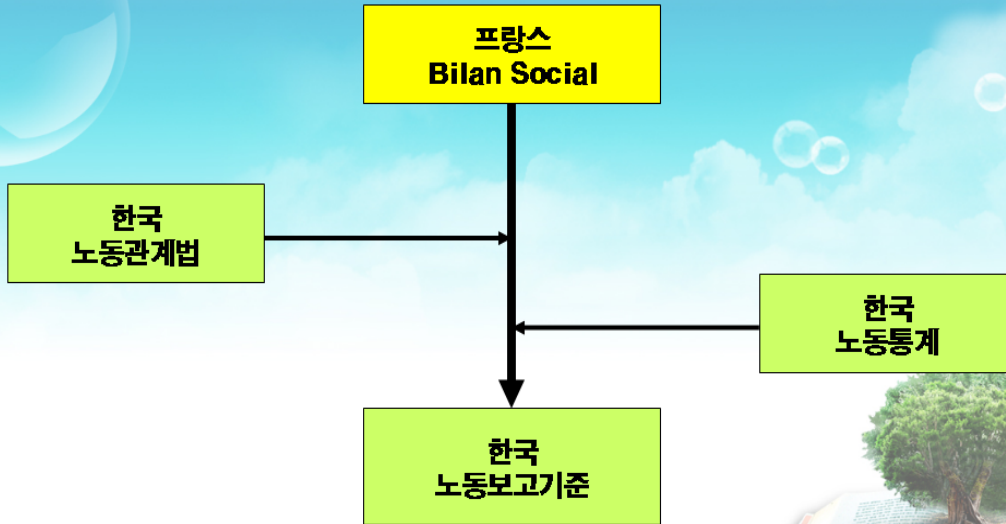 프랑스
Bilan Social
한국
노동관계법
한국
노동통계
한국
노동보고기준